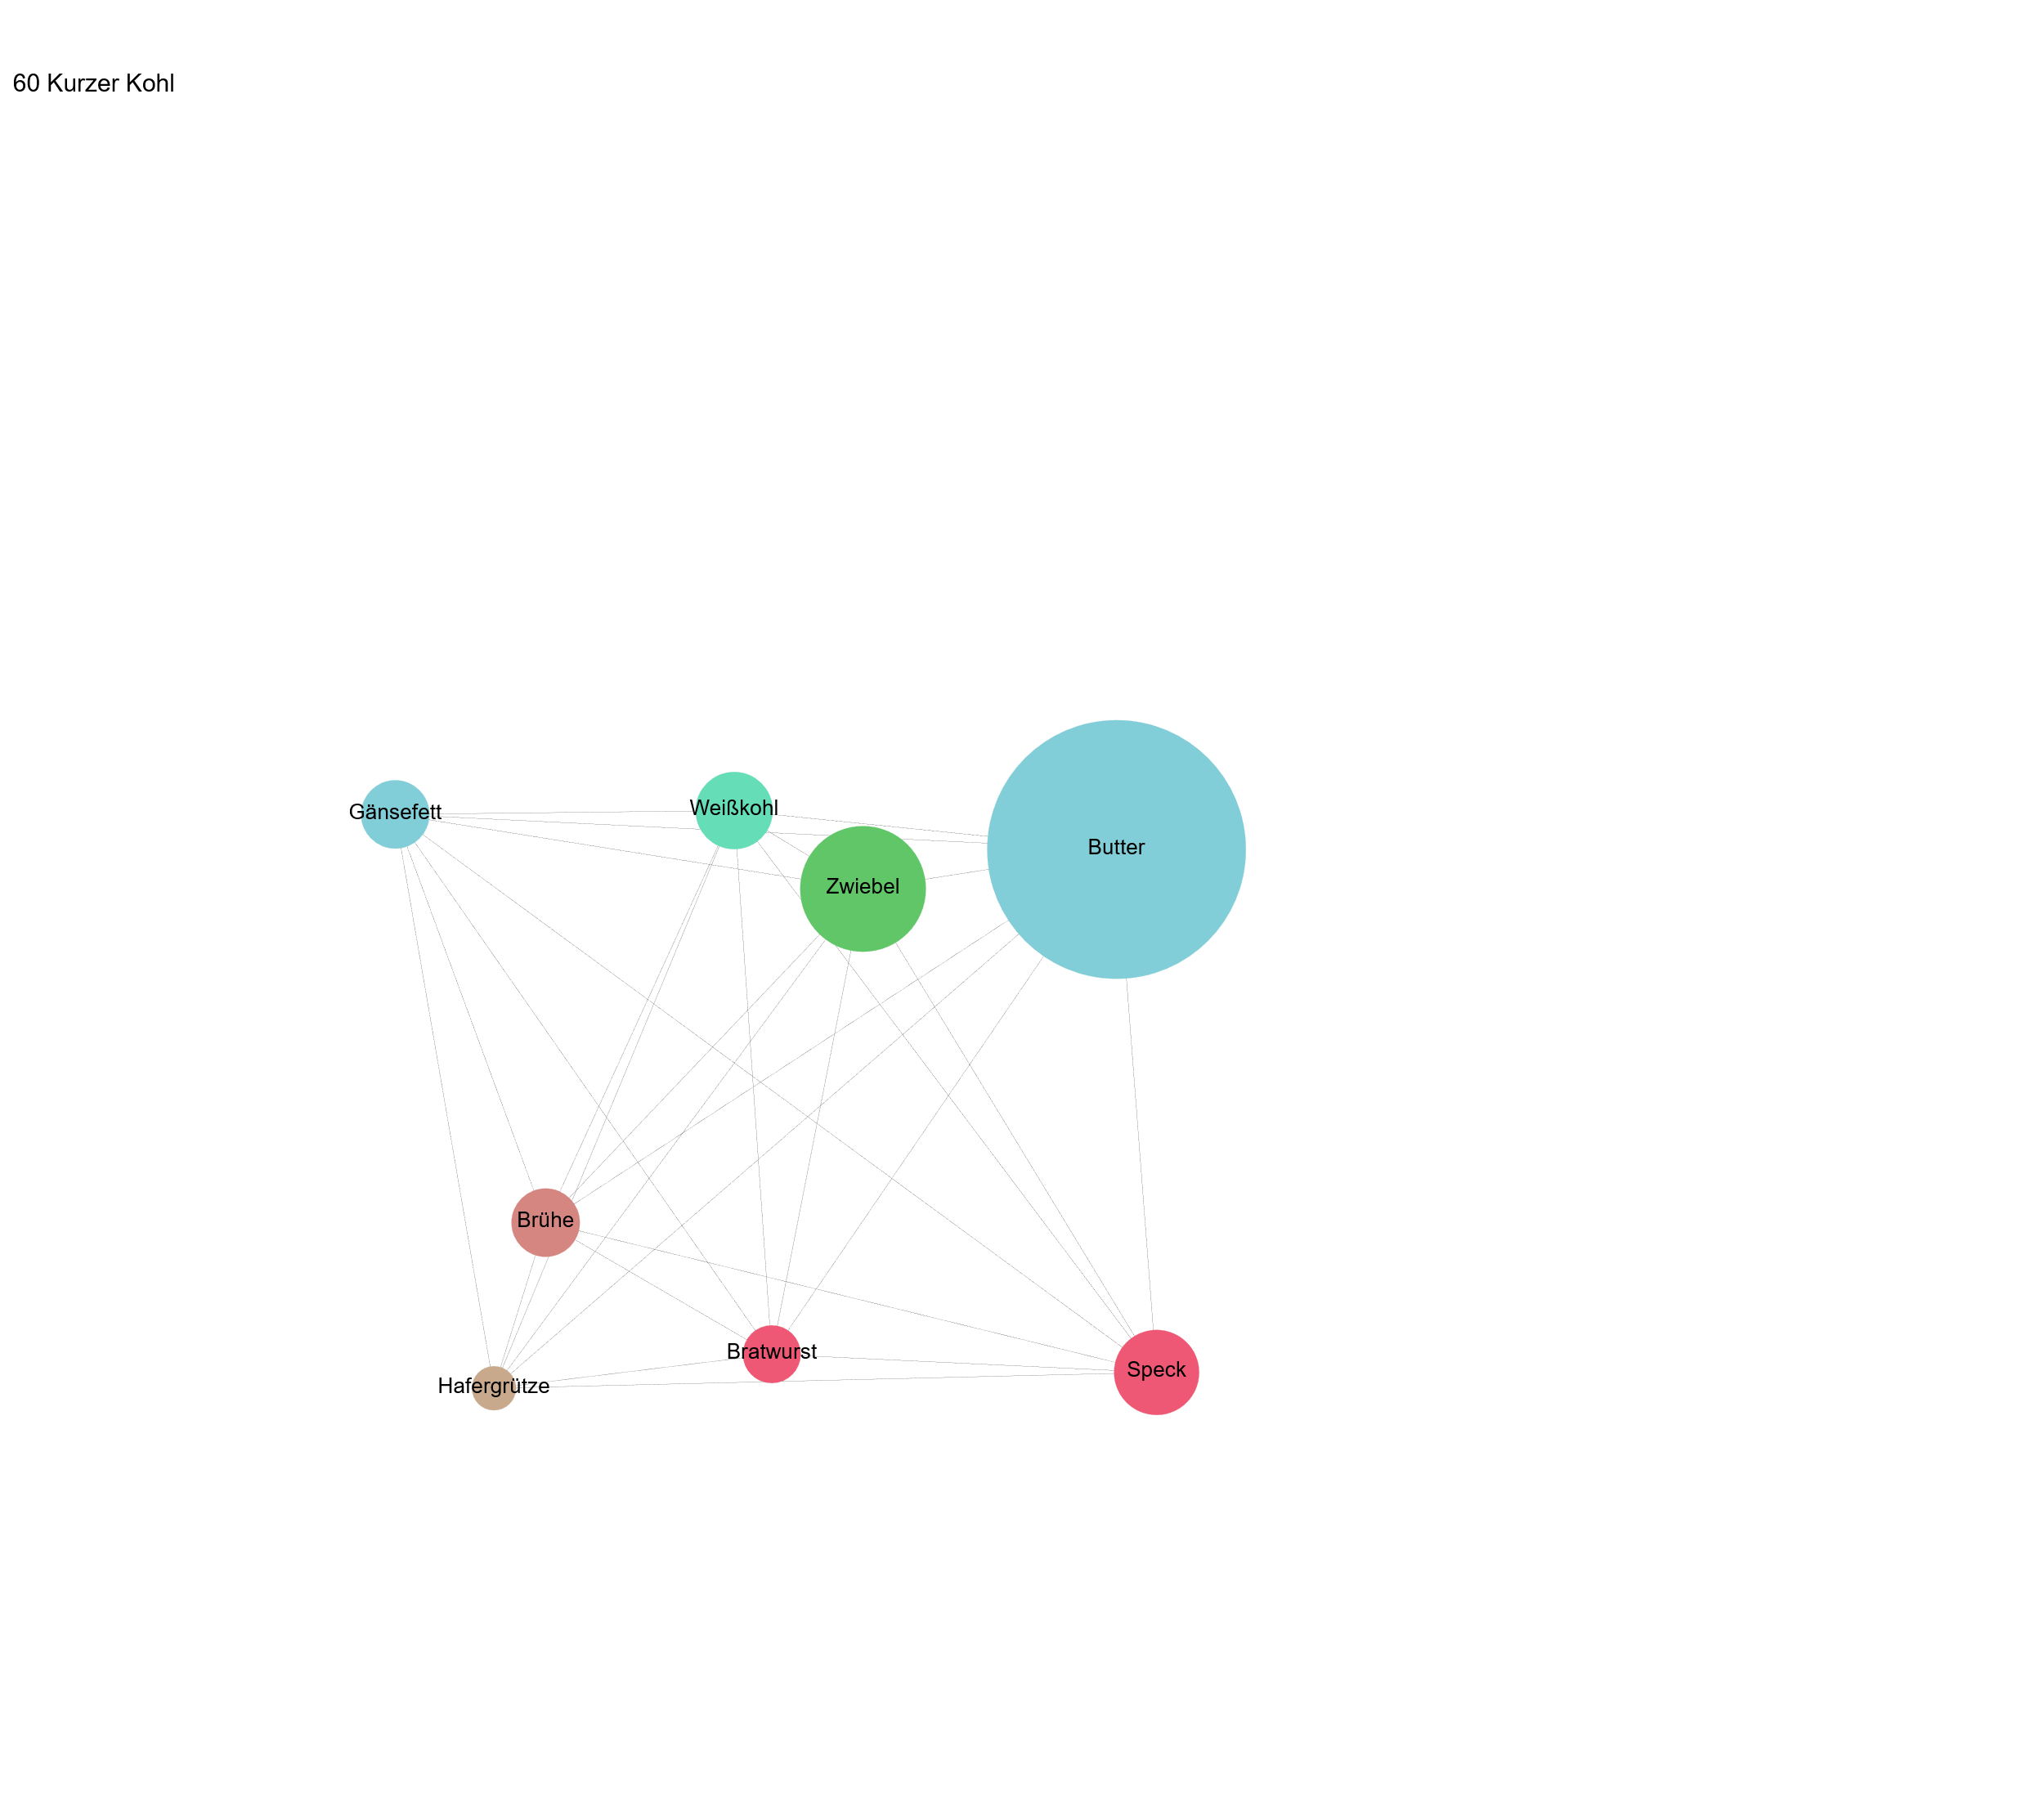 60 Kurzer Kohl
Gänsefett
Weißkohl
Butter
Zwiebel
Brühe
Bratwurst
Speck
Hafergrütze